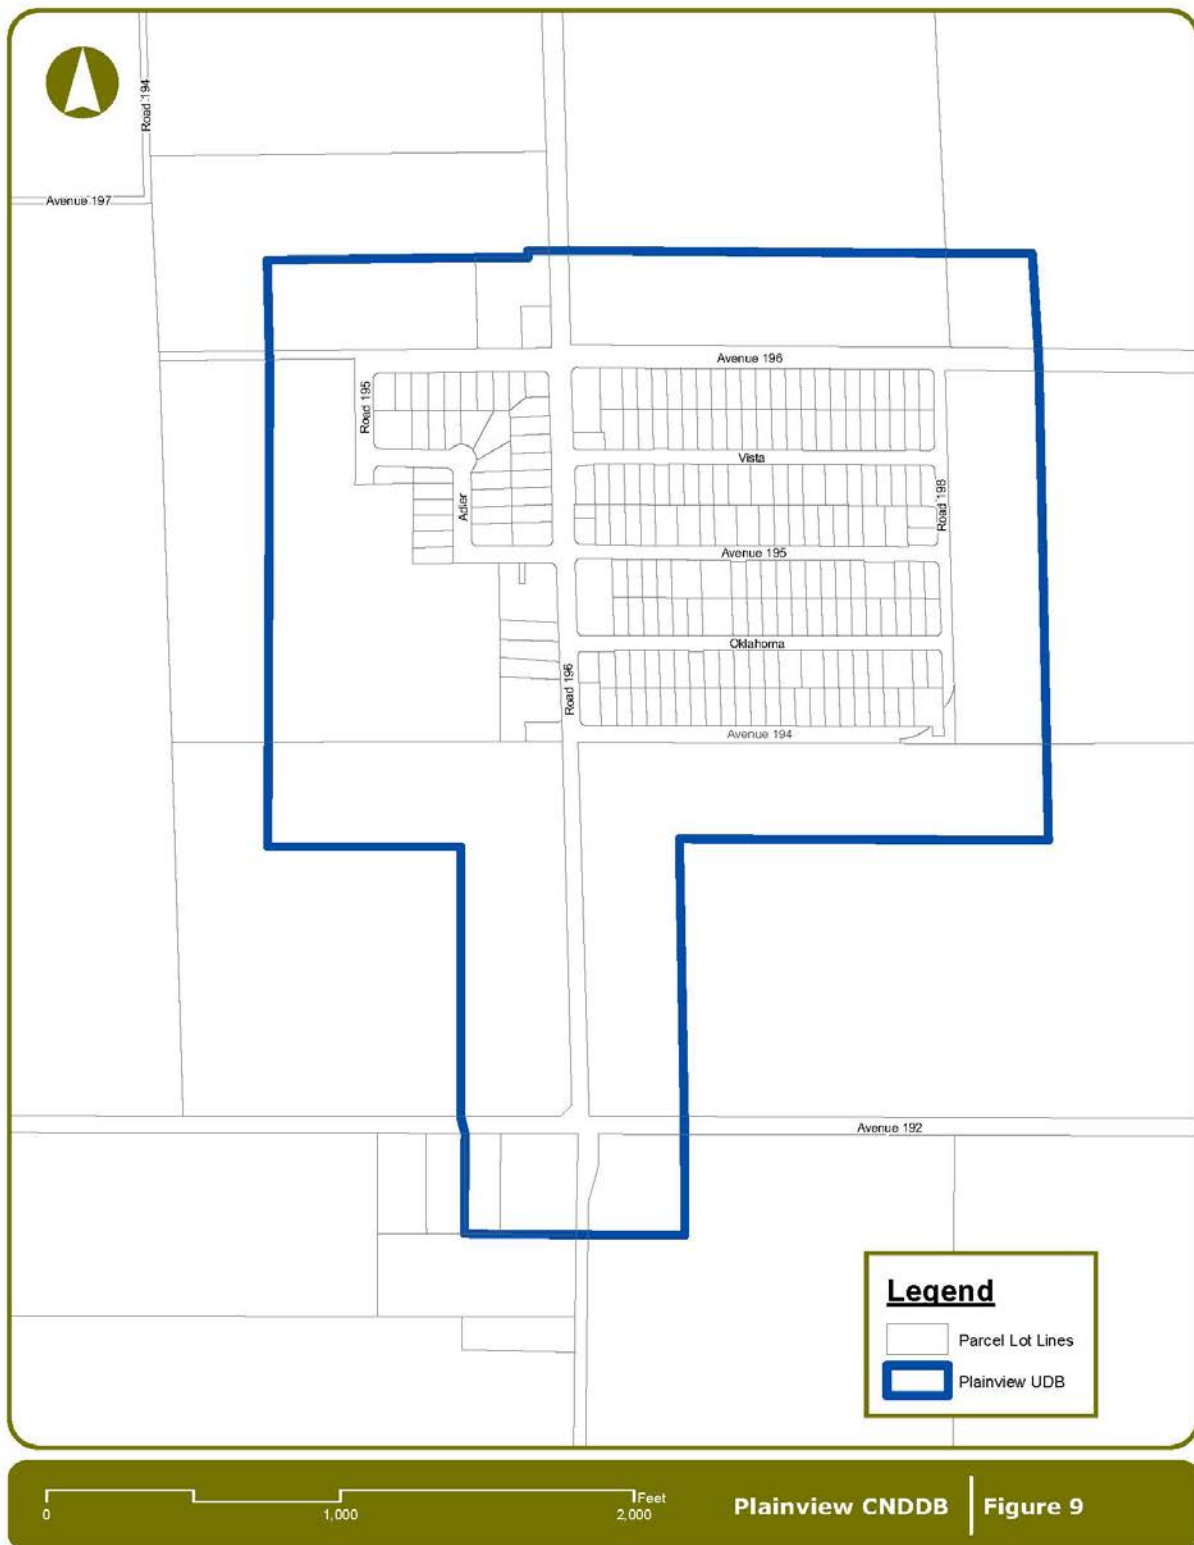 Road 194
Avenue 197
Avenue 196
Road 195
Vista
Adler
Road 198
Avenue 195
Oklahoma
Road 196
Avenue 194
Avenue 192
Legend
Parcel Lot Lines
Plainview UDB
0
1,000
2,000
Feet
Plainview CNDDB
Figure 9